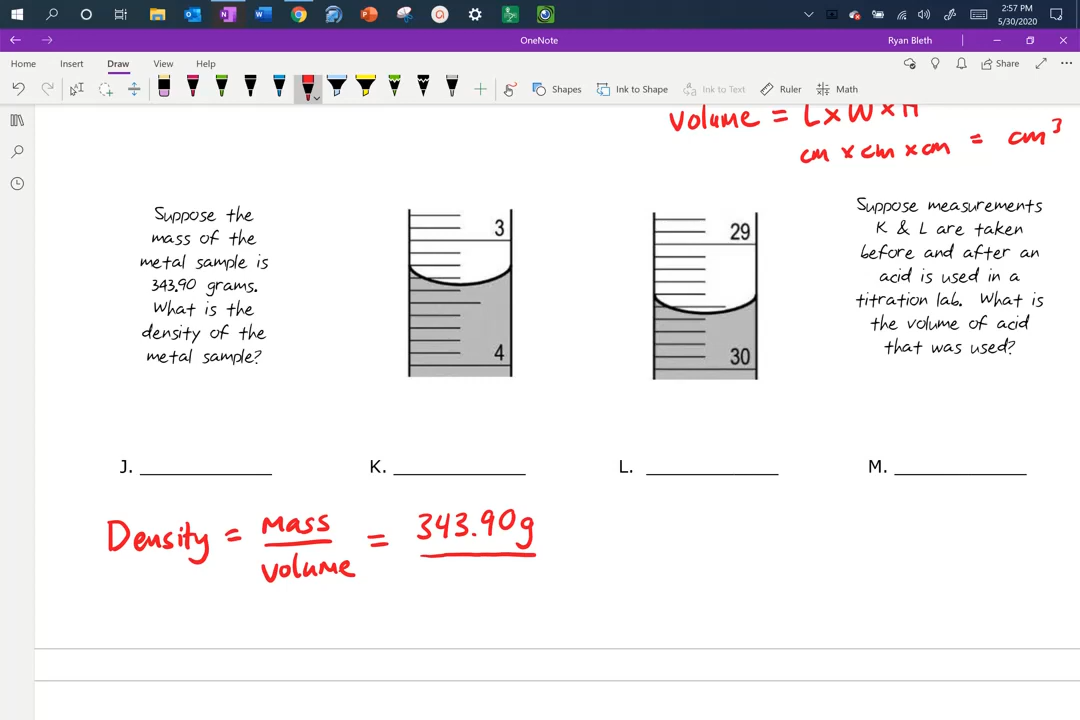 2:57 PM
5/30/2020
OneNote
Ryan Bleth
Home Insert Draw View Help
Share
Shapes Ink to Shape Ink to Text Ruler Math
Volume = L x W x H
cm x cm x cm = cm³
Suppose the
mass of the
metal sample is
343.90 grams.
What is the
density of the
metal sample?
3
4
29
30
Suppose measurements
K & L are taken
before and after an
acid is used in a
titration lab. What is
the volume of acid
that was used?
J. ____________ K. ____________ L. ____________ M. ____________
Density = mass / volume = 343.90g